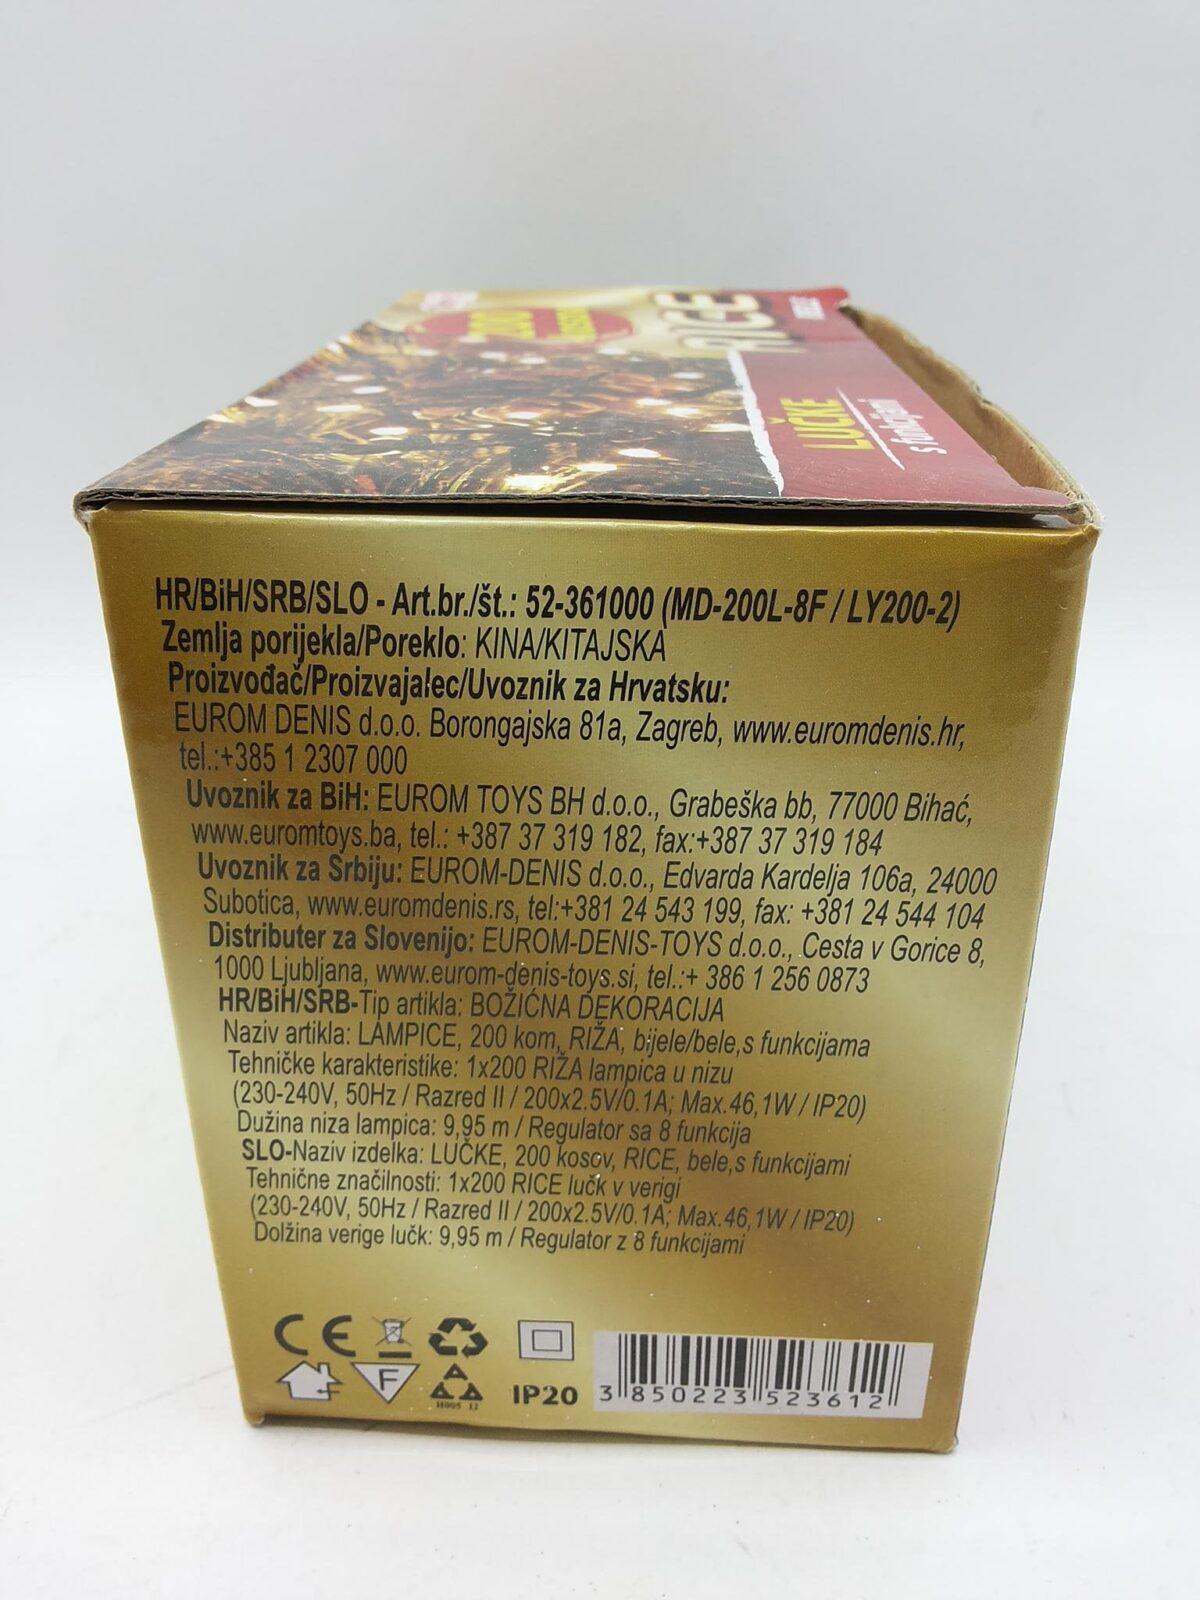 200
RICE
LUČKE
s funkcijami
HR/BiH/SRB/SLO - Art.br./št.: 52-361000 (MD-200L-8F / LY200-2)
Zemlja porijekla/Poreklo: KINA/KITAJSKA
Proizvođač/Proizvajalec/Uvoznik za Hrvatsku:
EUROM DENIS d.o.o. Borongajska 81a, Zagreb, www.euromdenis.hr,
tel.:+385 1 2307 000
Uvoznik za BiH: EUROM TOYS BH d.o.o., Grabeška bb, 77000 Bihać,
www.euromtoys.ba, tel.: +387 37 319 182, fax:+387 37 319 184
Uvoznik za Srbiju: EUROM-DENIS d.o.o., Edvarda Kardelja 106a, 24000
Subotica, www.euromdenis.rs, tel:+381 24 543 199, fax: +381 24 544 104
Distributer za Slovenijo: EUROM-DENIS-TOYS d.o.o., Cesta v Gorice 8,
1000 Ljubljana, www.eurom-denis-toys.si, tel.:+ 386 1 256 0873
HR/BiH/SRB-Tip artikla: BOŽIĆNA DEKORACIJA
Naziv artikla: LAMPICE, 200 kom, RIŽA, bijele/bele,s funkcijama
Tehničke karakteristike: 1x200 RIŽA lampica u nizu
(230-240V, 50Hz / Razred II / 200x2.5V/0.1A; Max.46,1W / IP20)
Dužina niza lampica: 9,95 m / Regulator sa 8 funkcija
SLO-Naziv izdelka: LUČKE, 200 kosov, RICE, bele,s funkcijami
Tehnične značilnosti: 1x200 RICE lučk v verigi
(230-240V, 50Hz / Razred II / 200x2.5V/0.1A; Max.46,1W / IP20)
Dolžina verige lučk: 9,95 m / Regulator z 8 funkcijami
CE
F
IP20
3 850223 523612